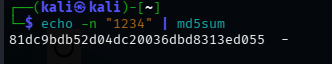 ┌──(kali㉿kali)-[~]
└─$ echo -n "1234" | md5sum
81dc9bdb52d04dc20036dbd8313ed055  -